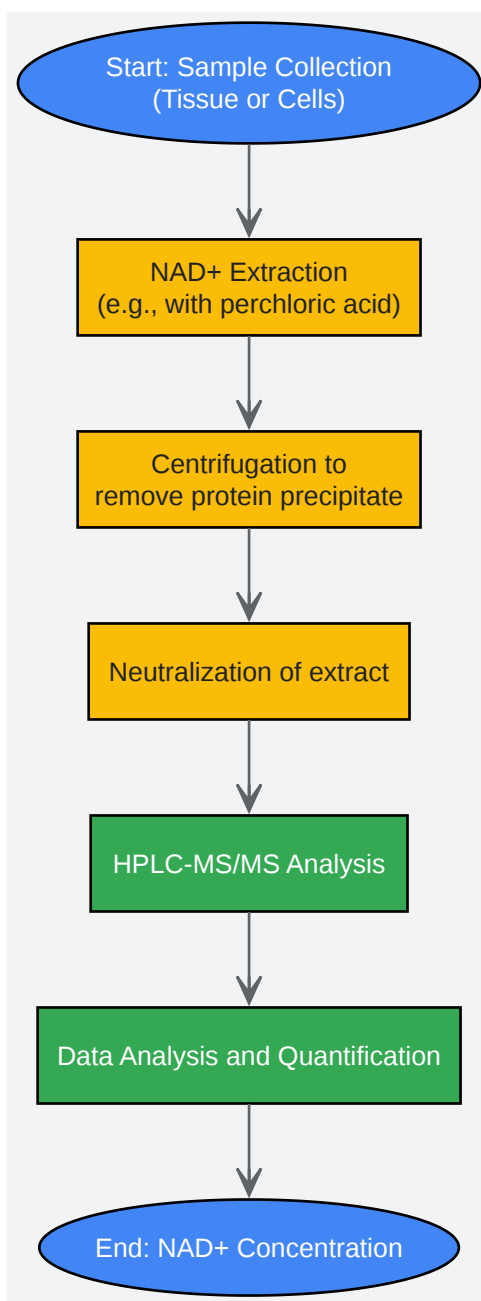 Start: Sample Collection
(Tissue or Cells)
NAD+ Extraction
(e.g., with perchloric acid)
Centrifugation to
remove protein precipitate
Neutralization of extract
HPLC-MS/MS Analysis
Data Analysis and Quantification
End: NAD+ Concentration